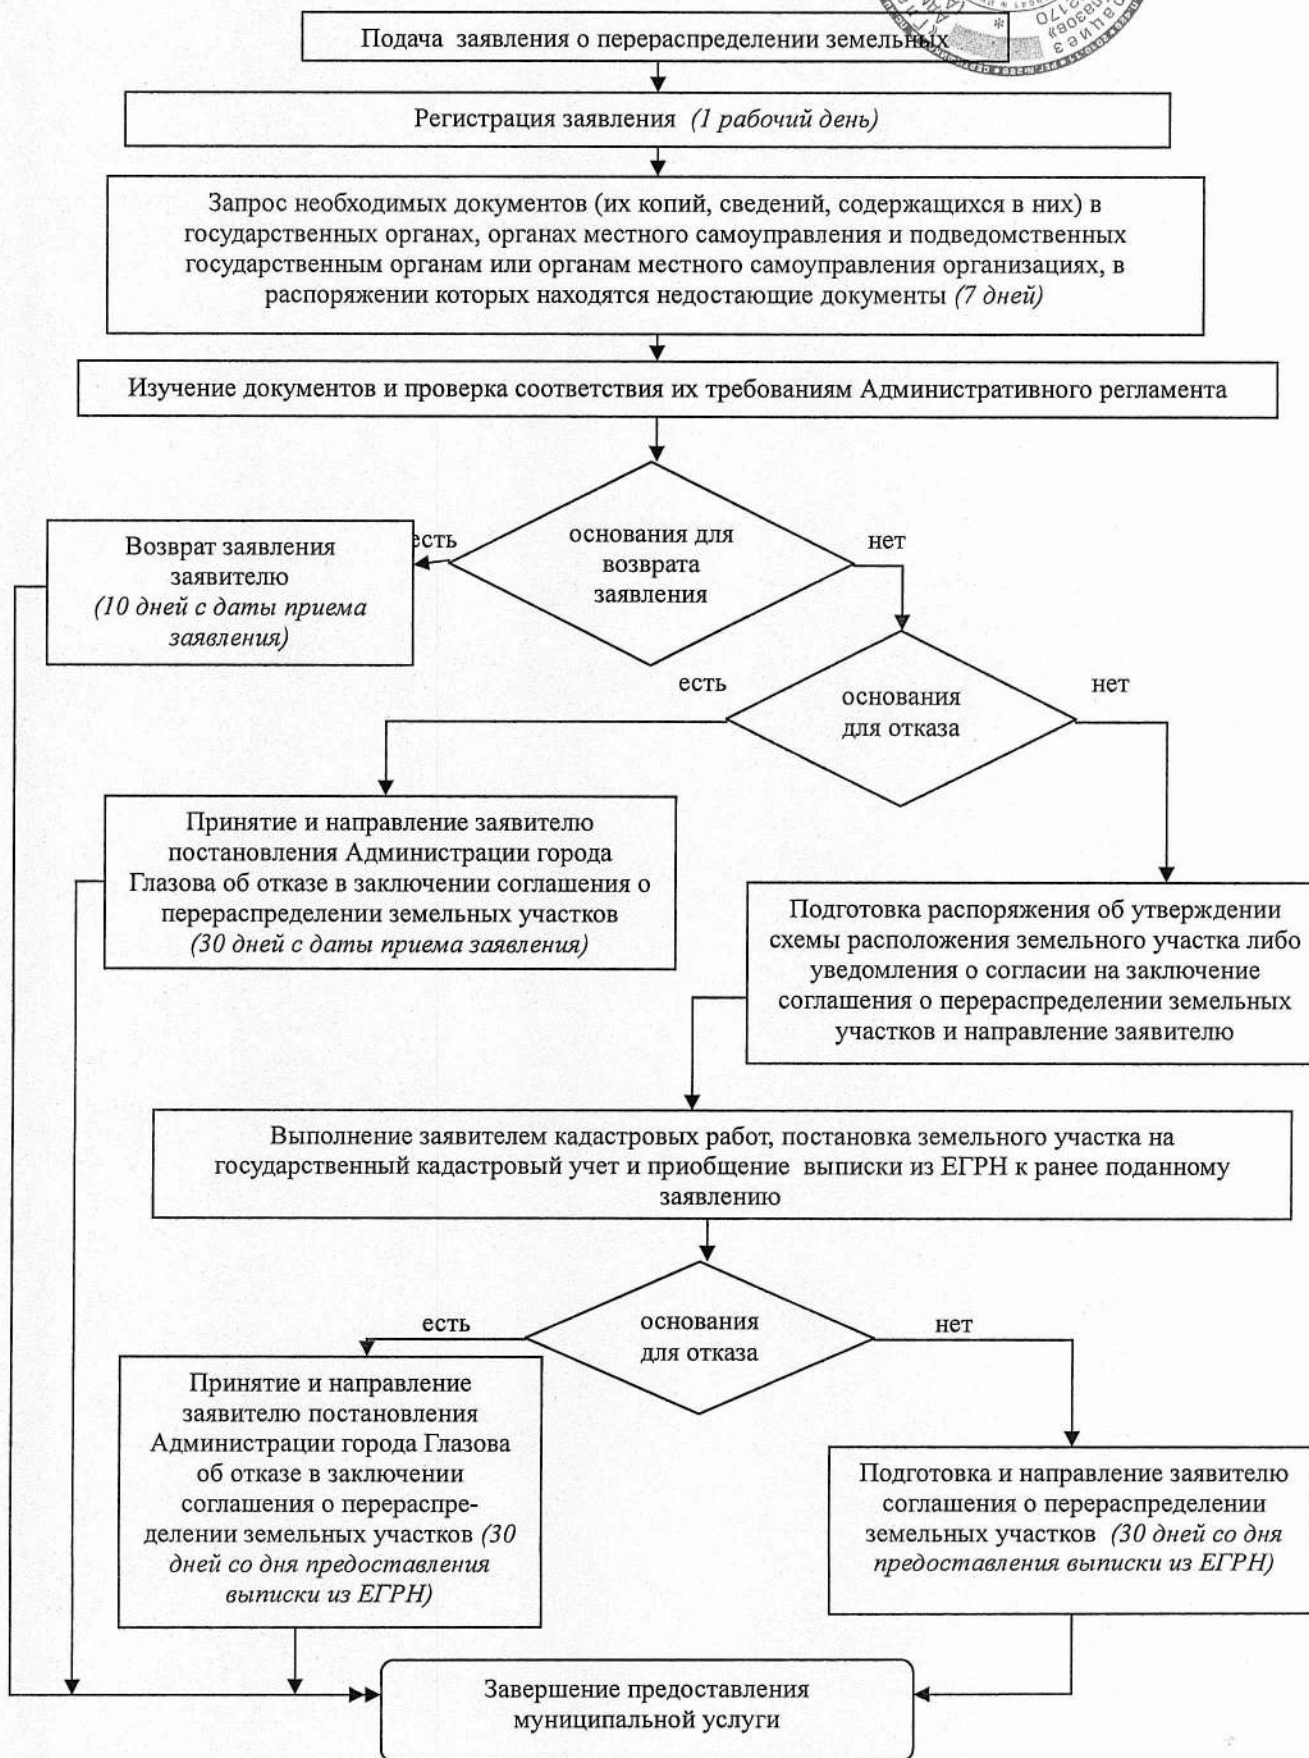 Подача заявления о перераспределении земельных
Регистрация заявления (1 рабочий день)
Запрос необходимых документов (их копий, сведений, содержащихся в них) в
государственных органах, органах местного самоуправления и подведомственных
государственным органам или органам местного самоуправления организациях, в
распоряжении которых находятся недостающие документы (7 дней)
Изучение документов и проверка соответствия их требованиям Административного регламента
основания для
возврата
заявления
есть
нет
Возврат заявления
заявителю
(10 дней с даты приема
заявления)
основания
для отказа
есть
нет
Принятие и направление заявителю
постановления Администрации города
Глазова об отказе в заключении соглашения о
перераспределении земельных участков
(30 дней с даты приема заявления)
Подготовка распоряжения об утверждении
схемы расположения земельного участка либо
уведомления о согласии на заключение
соглашения о перераспределении земельных
участков и направление заявителю
Выполнение заявителем кадастровых работ, постановка земельного участка на
государственный кадастровый учет и приобщение выписки из ЕГРН к ранее поданному
заявлению
основания
для отказа
есть
нет
Принятие и направление
заявителю постановления
Администрации города Глазова
об отказе в заключении
соглашения о перераспре-
делении земельных участков (30
дней со дня предоставления
выписки из ЕГРН)
Подготовка и направление заявителю
соглашения о перераспределении
земельных участков (30 дней со дня
предоставления выписки из ЕГРН)
Завершение предоставления
муниципальной услуги